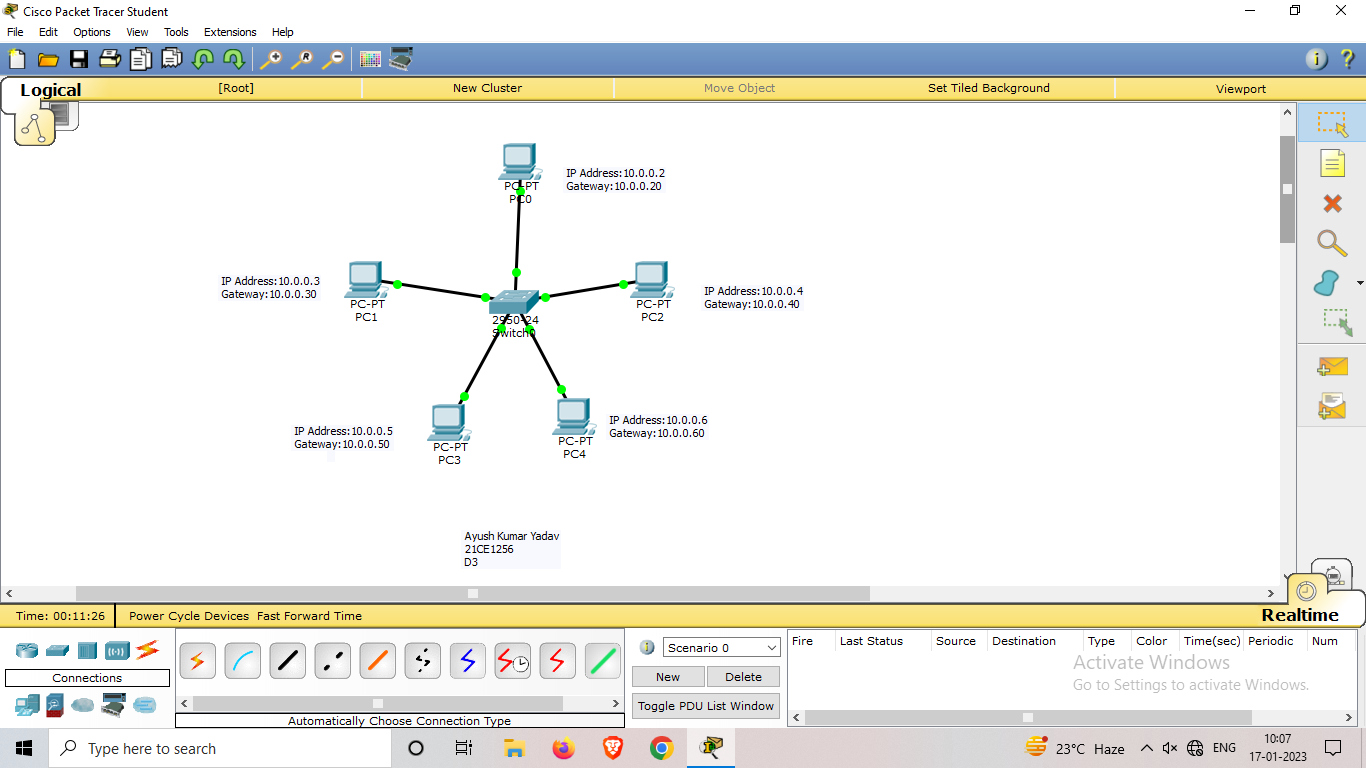 Cisco Packet Tracer Student
File Edit Options View Tools Extensions Help
Logical [Root] New Cluster Move Object Set Tiled Background Viewport
PC-PT
PC0
IP Address:10.0.0.2
Gateway:10.0.0.20
IP Address:10.0.0.3
Gateway:10.0.0.30
PC-PT
PC1
2950-24
Switch0
PC-PT
PC2
IP Address:10.0.0.4
Gateway:10.0.0.40
IP Address:10.0.0.5
Gateway:10.0.0.50
PC-PT
PC3
PC-PT
PC4
IP Address:10.0.0.6
Gateway:10.0.0.60
Ayush Kumar Yadav
21CE1256
D3
Time: 00:11:26 Power Cycle Devices Fast Forward Time Realtime
Connections
Automatically Choose Connection Type
Scenario 0
New Delete
Toggle PDU List Window
Fire Last Status Source Destination Type Color Time(sec) Periodic Num
Activate Windows
Go to Settings to activate Windows.
Type here to search
23°C Haze
ENG
10:07
17-01-2023